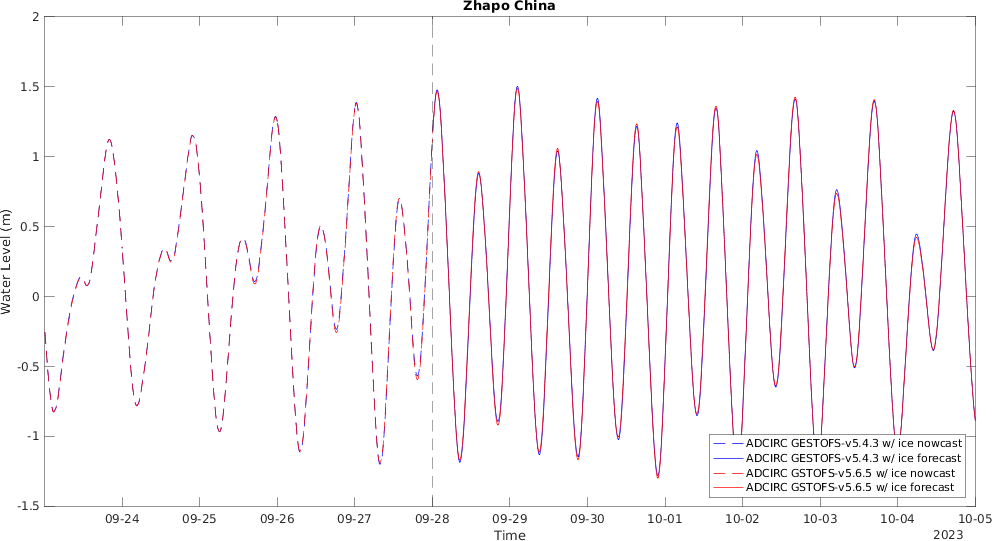 Zhapo China
2
1.5
1
0.5
0
-0.5
-1
-1.5
Water Level (m)
ADCIRC GESTOFS-v5.4.3 w/ ice nowcast
ADCIRC GESTOFS-v5.4.3 w/ ice forecast
ADCIRC GSTOFS-v5.6.5 w/ ice nowcast
ADCIRC GSTOFS-v5.6.5 w/ ice forecast
09-24 09-25 09-26 09-27 09-28 09-29 09-30 10-01 10-02 10-03 10-04 10-05
Time
2023